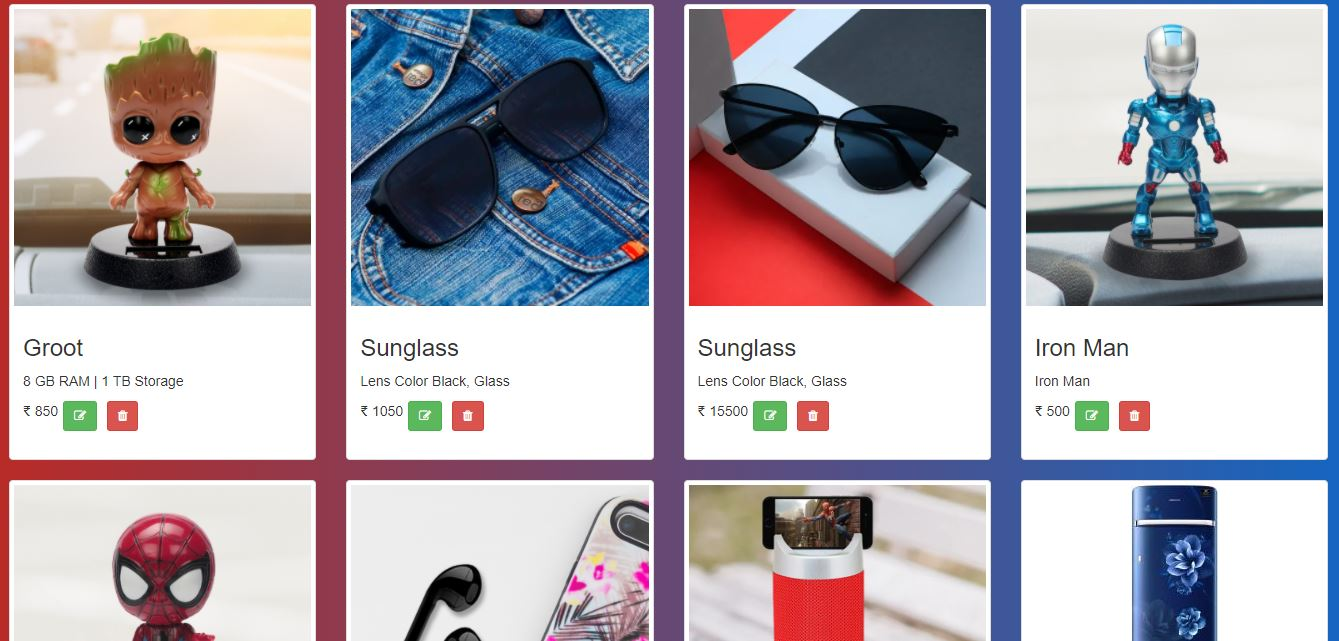 Groot
8 GB RAM | 1 TB Storage
₹ 850
Sunglass
Lens Color Black, Glass
₹ 1050
Sunglass
Lens Color Black, Glass
₹ 15500
Iron Man
Iron Man
₹ 500